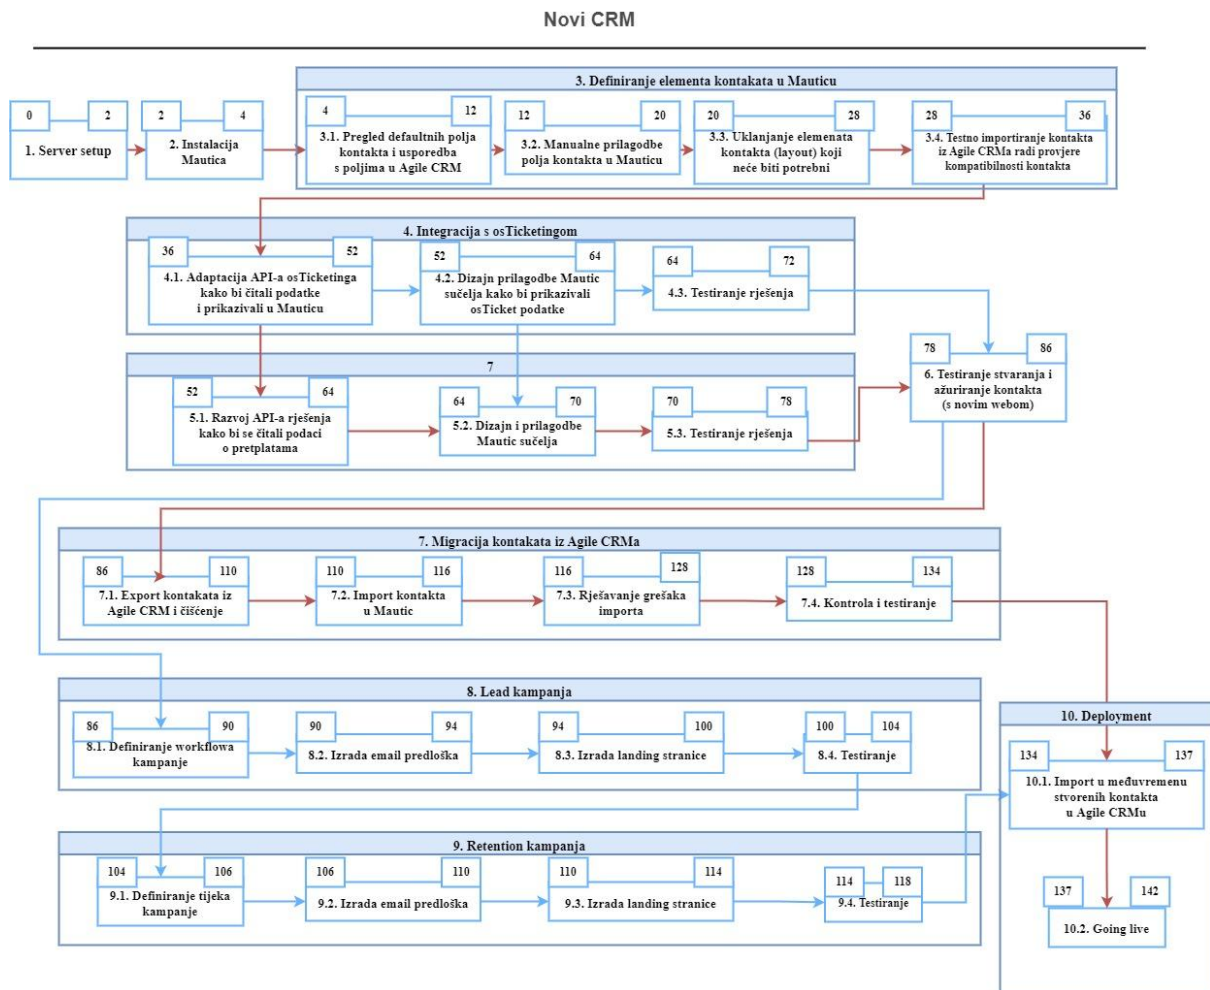 Novi CRM
3. Definiranje elementa kontakata u Mauticu
0 2
1. Server setup
2 4
2. Instalacija
Mautica
4 12
3.1. Pregled defaultnih polja
kontakta i usporedba
s poljima u Agile CRM
12 20
3.2. Manualne prilagodbe
polja kontakta u Mauticu
20 28
3.3. Uklanjanje elemenata
kontakta (layout) koji
neće biti potrebni
28 36
3.4. Testno importiranje kontakta
iz Agile CRMa radi provjere
kompatibilnosti kontakta
4. Integracija s osTicketingom
36 52
4.1. Adaptacija API-a osTicketinga
kako bi čitali podatke
i prikazivali u Mauticu
52 64
4.2. Dizajn prilagodbe Mautic
sučelja kako bi prikazivali
osTicket podatke
64 72
4.3. Testiranje rješenja
7
52 64
5.1. Razvoj API-a rješenja
kako bi se čitali podaci
o pretplatama
64 70
5.2. Dizajn i prilagodbe
Mautic sučelja
70 78
5.3. Testiranje rješenja
78 86
6. Testiranje stvaranja i
ažuriranje kontakta
(s novim webom)
7. Migracija kontakata iz Agile CRMa
86 110
7.1. Export kontakata iz
Agile CRM i čišćenje
110 116
7.2. Import kontakta
u Mautic
116 128
7.3. Rješavanje grešaka
importa
128 134
7.4. Kontrola i testiranje
8. Lead kampanja
86 90
8.1. Definiranje workflowa
kampanje
90 94
8.2. Izrada email predloška
94 100
8.3. Izrada landing stranice
100 104
8.4. Testiranje
9. Retention kampanja
104 106
9.1. Definiranje tijeka
kampanje
106 110
9.2. Izrada email predloška
110 114
9.3. Izrada landing stranice
114 118
9.4. Testiranje
10. Deployment
134 137
10.1. Import u međuvremenu
stvorenih kontakta
u Agile CRMu
137 142
10.2. Going live